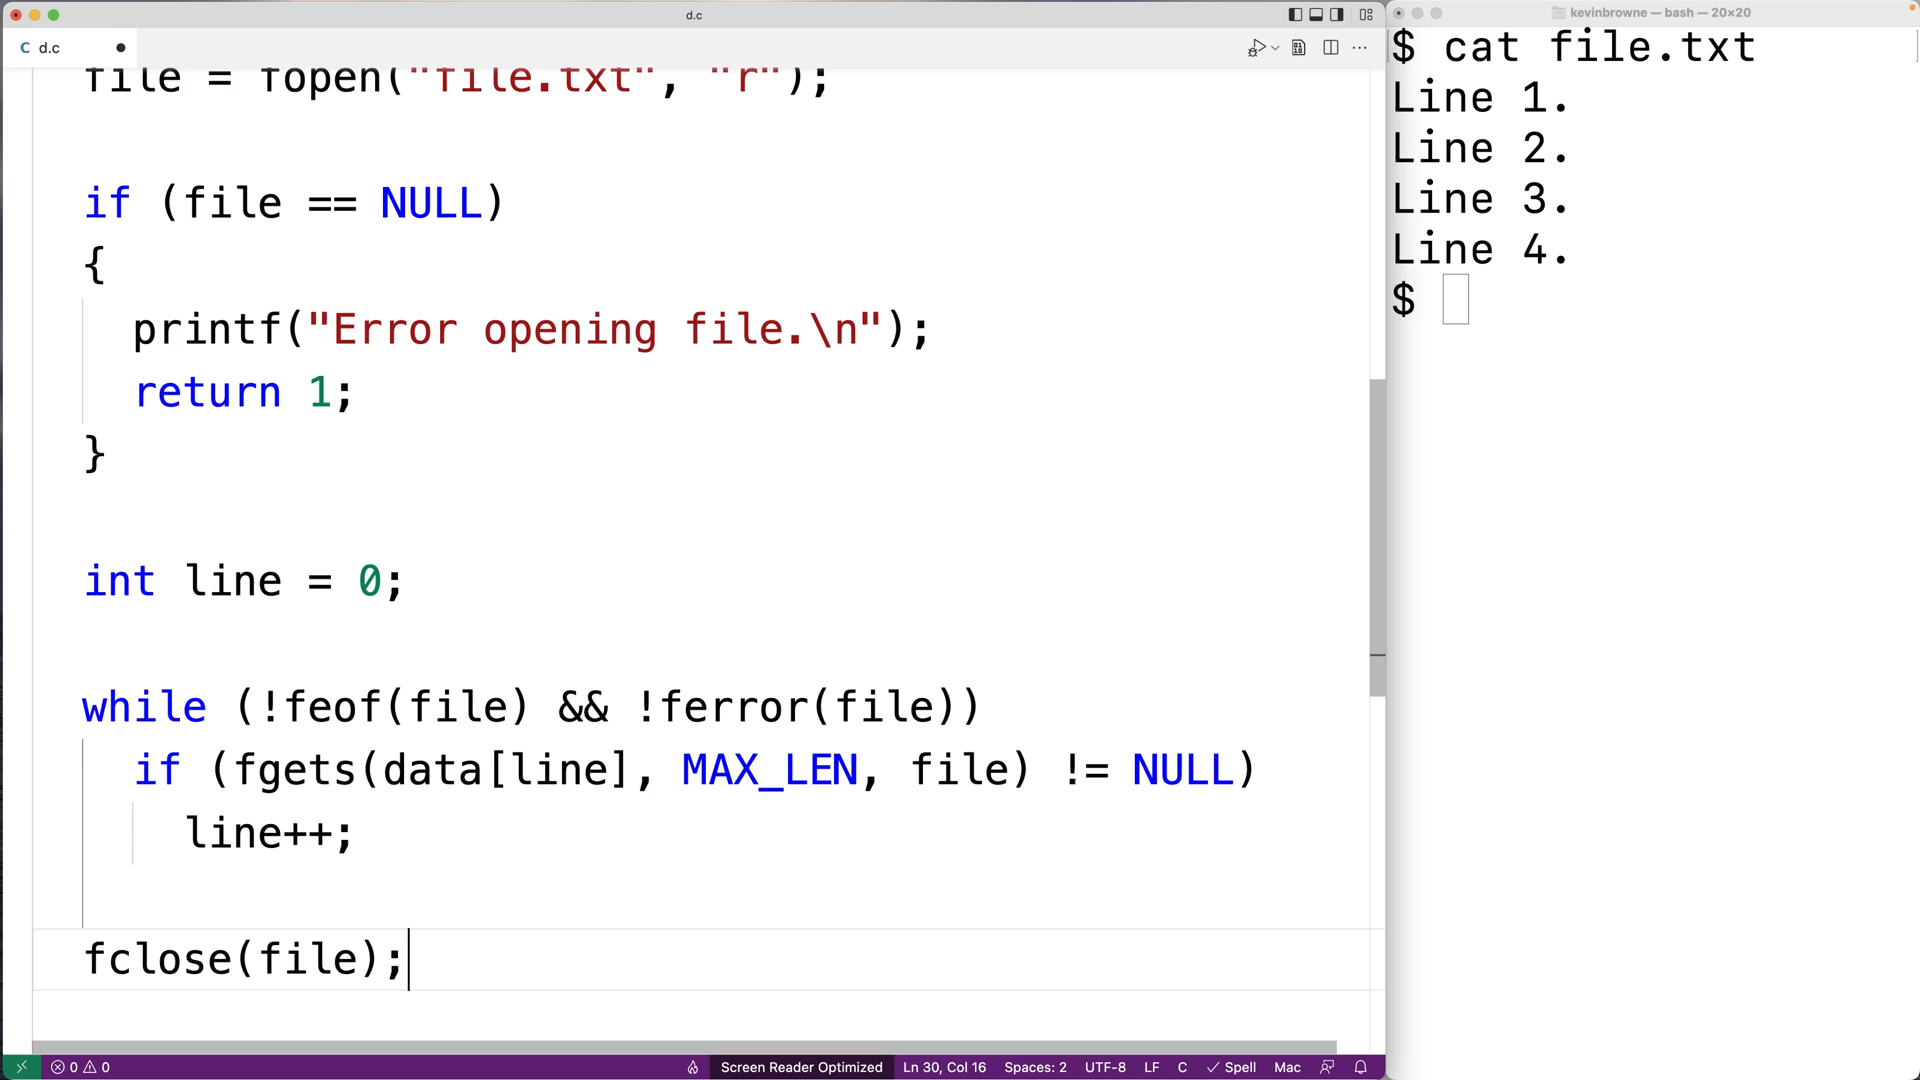 d.c
C d.c
file = fopen("file.txt", "r");
if (file == NULL)
{
printf("Error opening file.\n");
return 1;
}
int line = 0;
while (!feof(file) && !ferror(file))
if (fgets(data[line], MAX_LEN, file) != NULL)
line++;
fclose(file);
0 0 Screen Reader Optimized Ln 30, Col 16 Spaces: 2 UTF-8 LF C Spell Mac
kevinbrowne — bash — 20×20
$ cat file.txt
Line 1.
Line 2.
Line 3.
Line 4.
$